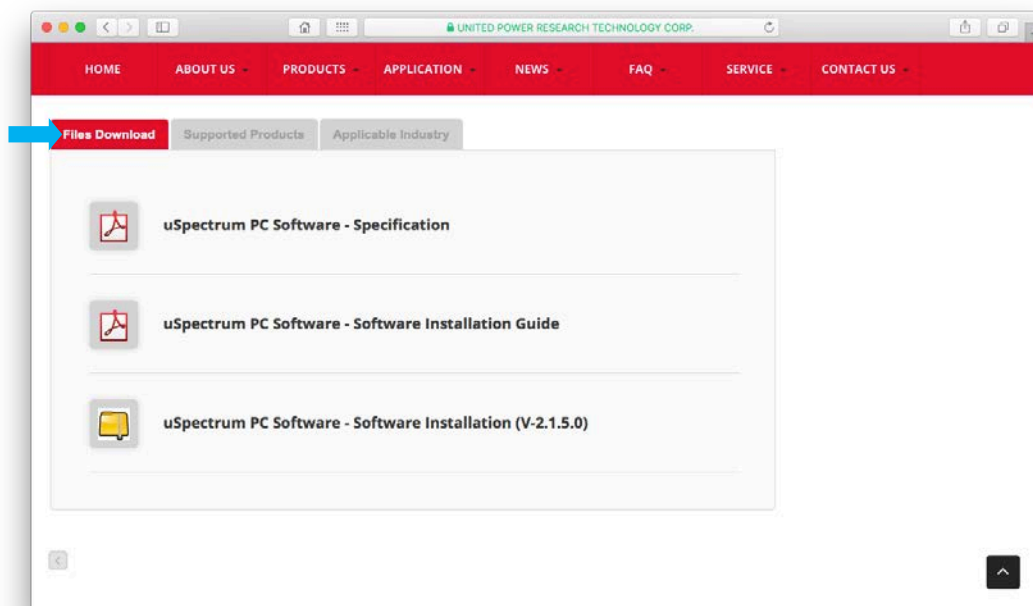 UNITED POWER RESEARCH TECHNOLOGY CORP.
HOME ABOUT US PRODUCTS APPLICATION NEWS FAQ SERVICE CONTACT US
Files Download Supported Products Applicable Industry
uSpectrum PC Software - Specification
uSpectrum PC Software - Software Installation Guide
uSpectrum PC Software - Software Installation (V-2.1.5.0)